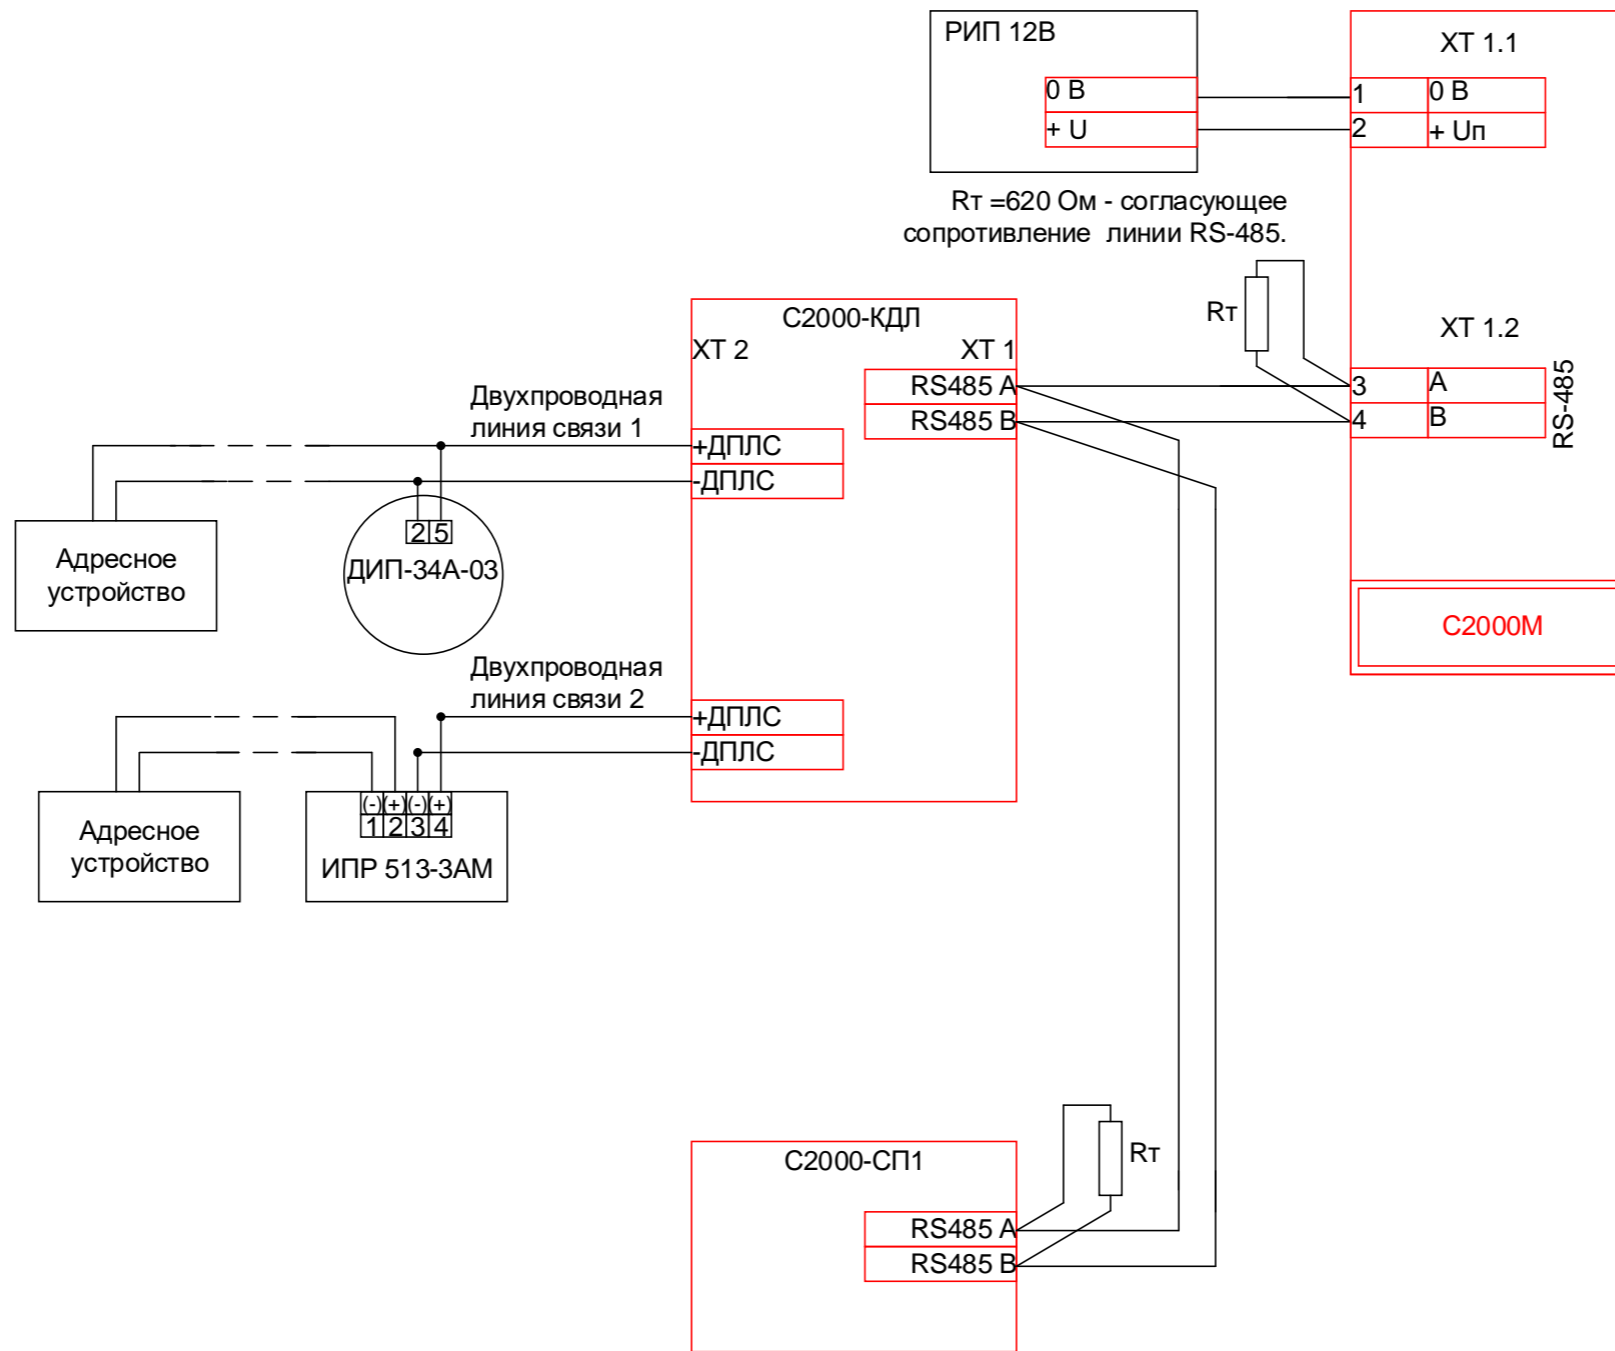 РИП 12В
0 В
+ U
ХТ 1.1
1 0 В
2 + Uп
Rт =620 Ом - согласующее
сопротивление линии RS-485.
Rт
ХТ 1.2
3 А
4 В
RS-485
С2000М
С2000-КДЛ
ХТ 2
ХТ 1
RS485 А
RS485 В
Двухпроводная
линия связи 1
+ДПЛС
-ДПЛС
2 5
ДИП-34А-03
Адресное
устройство
Двухпроводная
линия связи 2
+ДПЛС
-ДПЛС
(-) (+) (-) (+)
1 2 3 4
ИПР 513-3АМ
Адресное
устройство
С2000-СП1
Rт
RS485 А
RS485 В